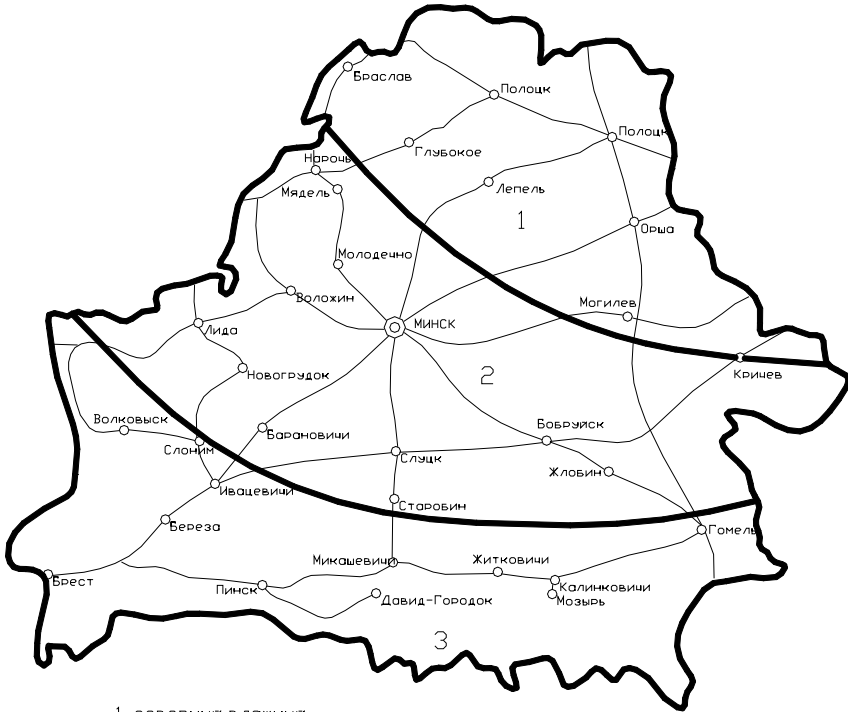 Браслав
Полоцк
Полоцк
Глубокое
Нарочь
Мядель
Лепель
1
Орша
Молодечно
Воложин
Могилев
Лида
МИНСК
Новогрудок
2
Кричев
Волковыск
Барановичи
Бобруйск
Слоним
Слуцк
Жлобин
Ивацевичи
Старобин
Береза
Гомель
Микашевичи
Житковичи
Брест
Пинск
Калинковичи
Давид-Городок
Мозырь
3